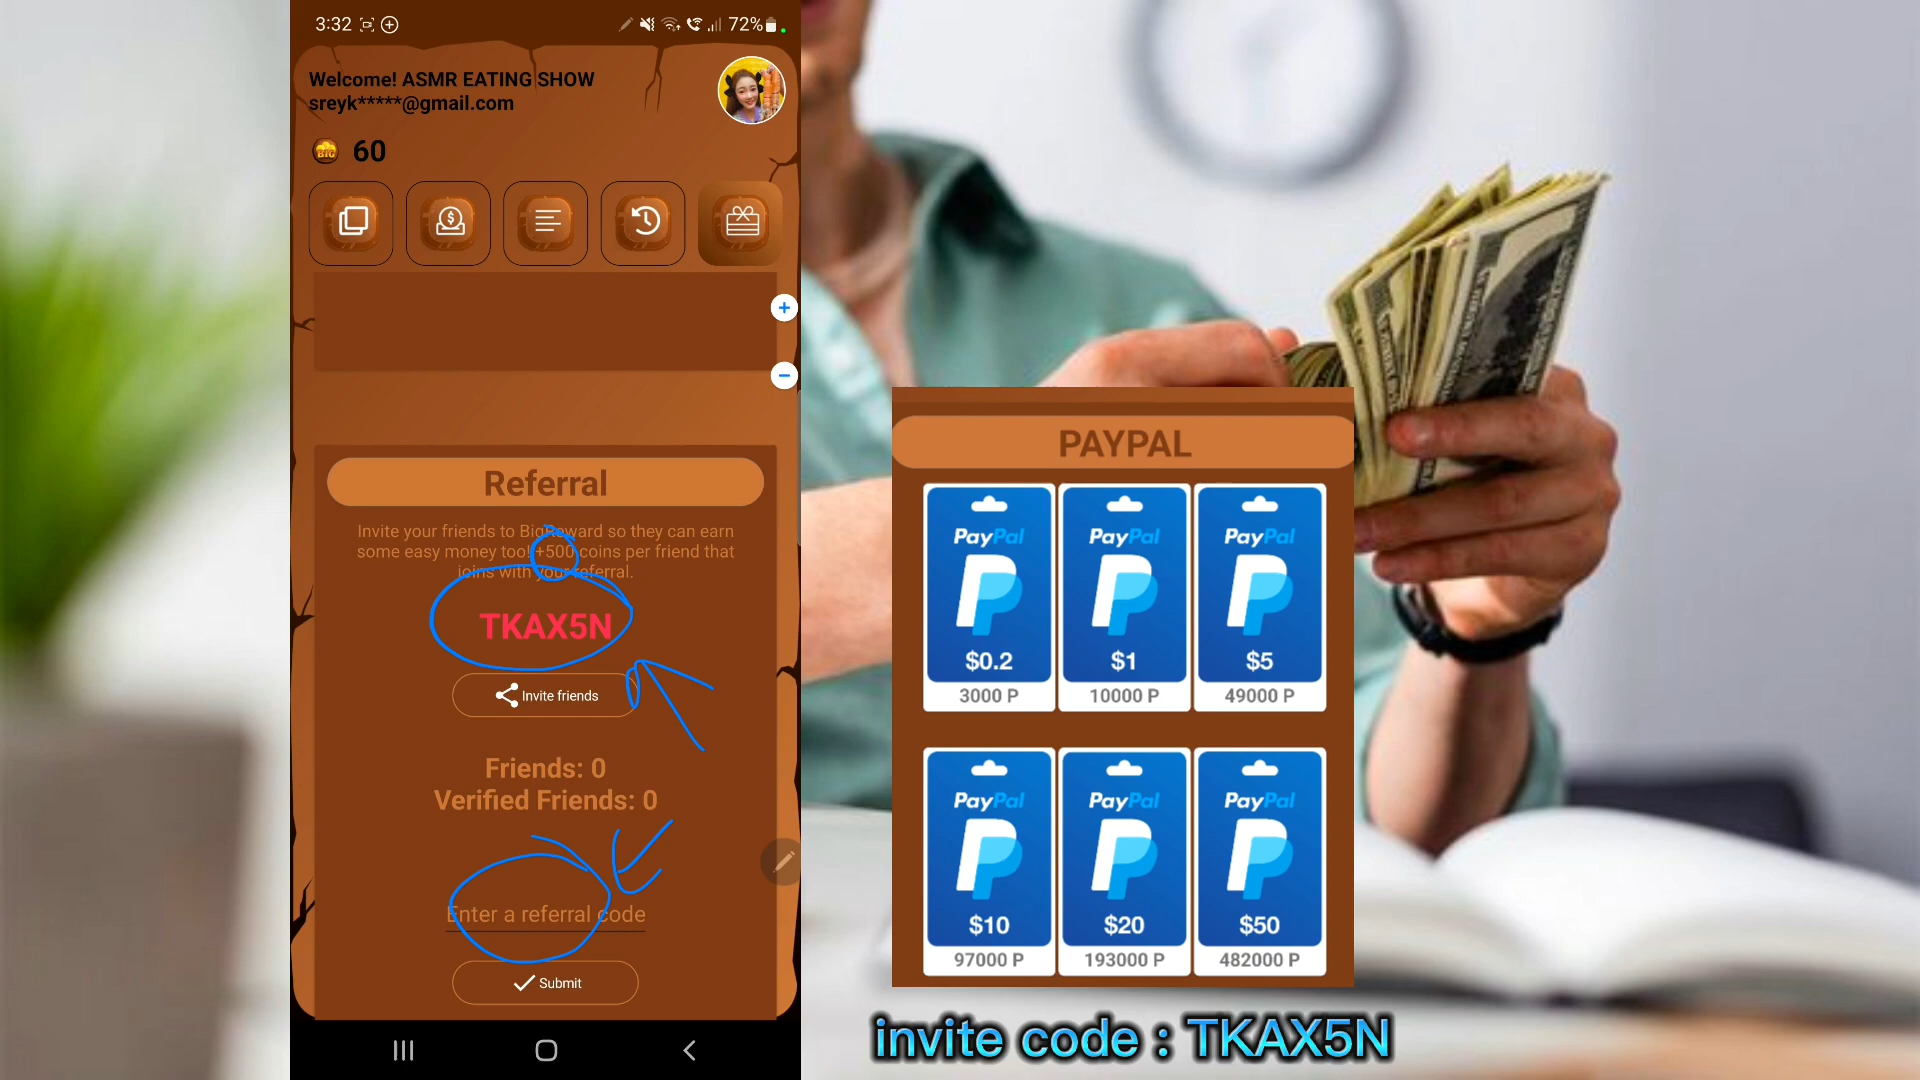 3:32
72%
Welcome! ASMR EATING SHOW
sreyk*****@gmail.com
BIG
60
Referral
Invite your friends to BigReward so they can earn
some easy money too! +500 coins per friend that
joins with your referral.
TKAX5N
Invite friends
Friends: 0
Verified Friends: 0
Enter a referral code
Submit
PAYPAL
PayPal PayPal PayPal
$0.2 $1 $5
3000 P 10000 P 49000 P
PayPal PayPal PayPal
$10 $20 $50
97000 P 193000 P 482000 P
invite code : TKAX5N